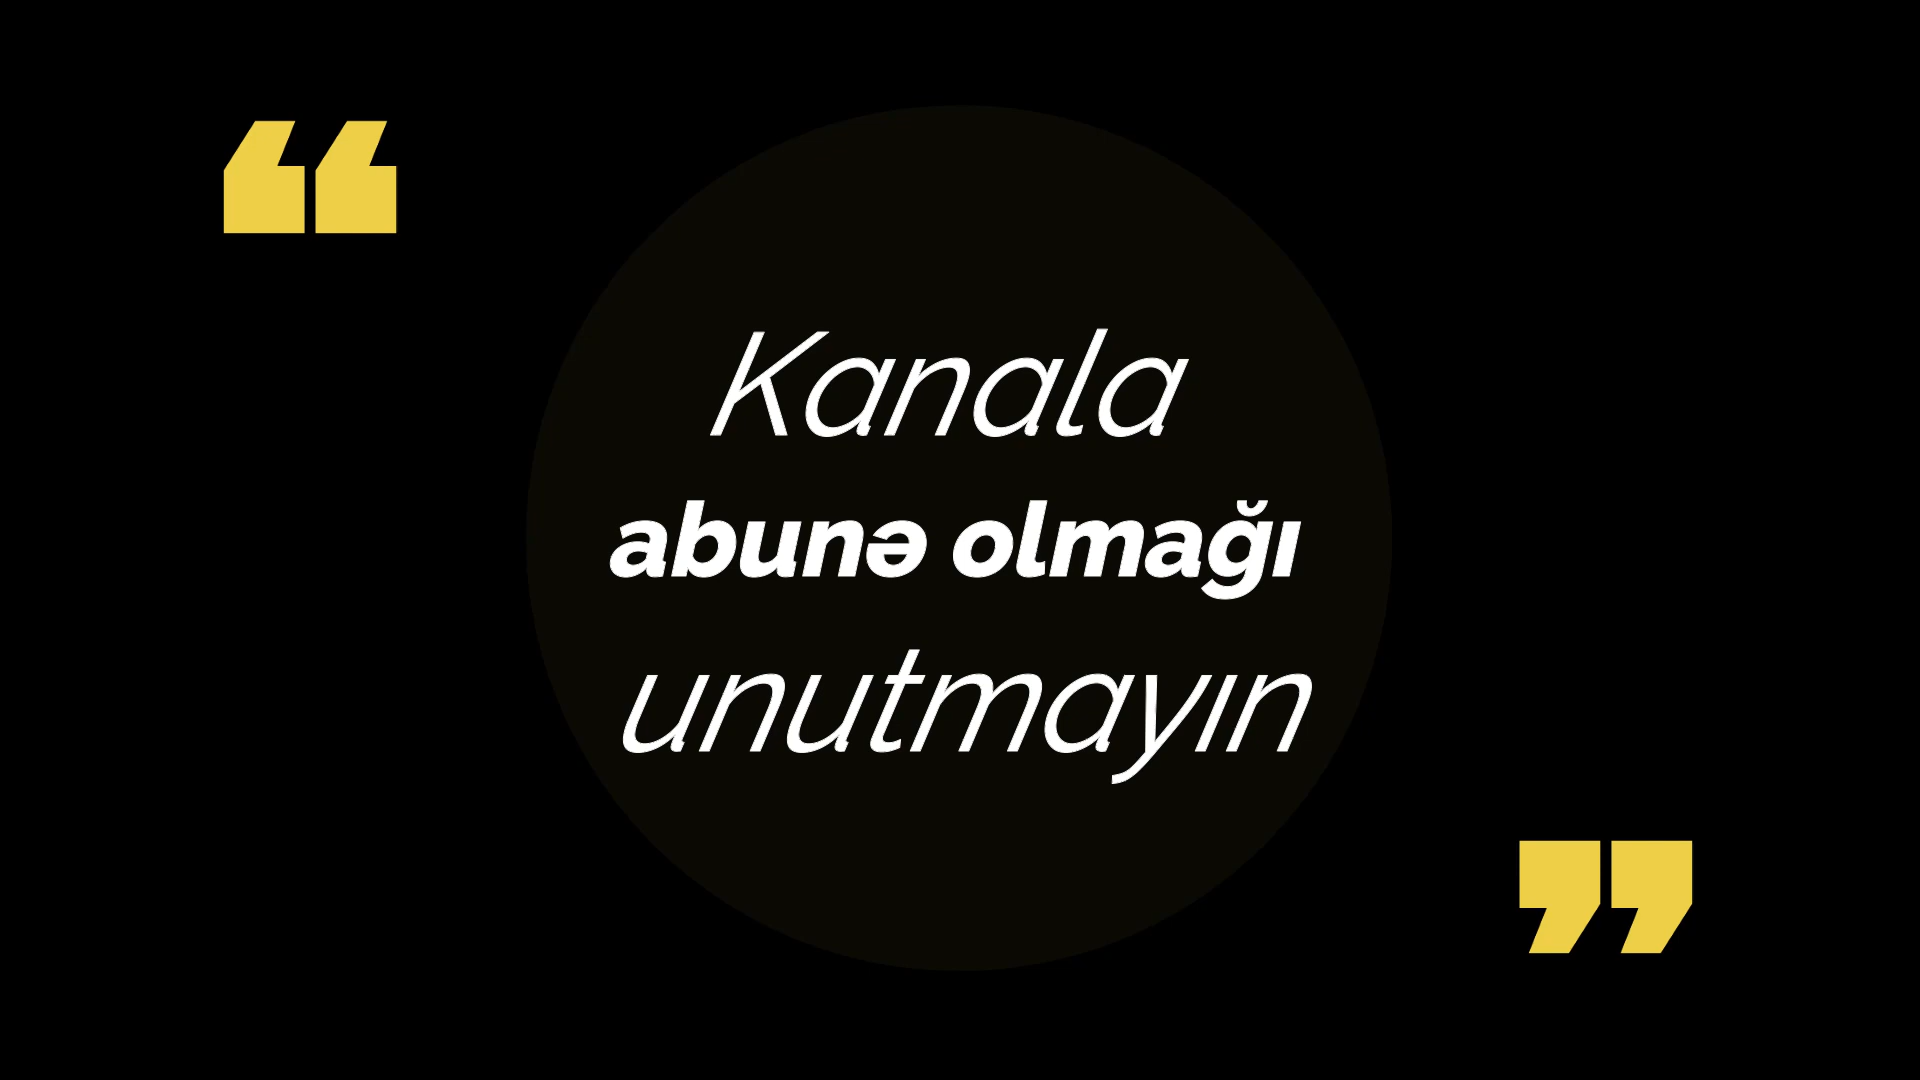 “
Kanala
abunə olmağı
unutmayın
”